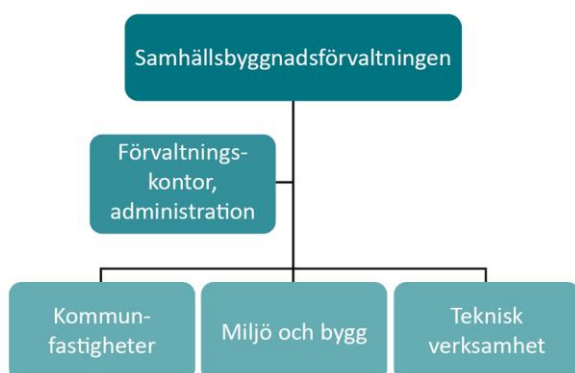 Samhällsbyggnadsförvaltningen
Förvaltnings-
kontor,
administration
Kommun-
fastigheter
Miljö och bygg
Teknisk
verksamhet